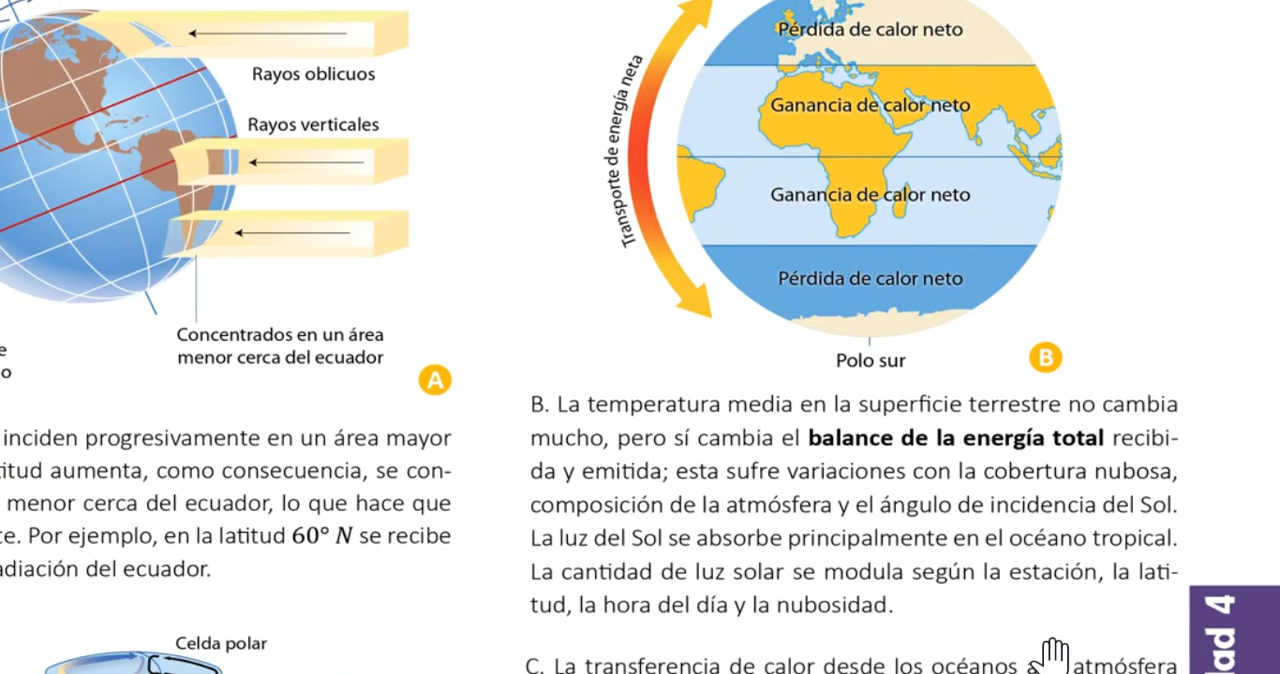 Rayos oblicuos
Rayos verticales
Concentrados en un área
menor cerca del ecuador
e
o
A
inciden progresivamente en un área mayor
titud aumenta, como consecuencia, se con-
menor cerca del ecuador, lo que hace que
te. Por ejemplo, en la latitud 60° N se recibe
adiación del ecuador.
Celda polar
Transporte de energía neta
Pérdida de calor neto
Ganancia de calor neto
Ganancia de calor neto
Pérdida de calor neto
Polo sur
B
B. La temperatura media en la superficie terrestre no cambia
mucho, pero sí cambia el balance de la energía total recibi-
da y emitida; esta sufre variaciones con la cobertura nubosa,
composición de la atmósfera y el ángulo de incidencia del Sol.
La luz del Sol se absorbe principalmente en el océano tropical.
La cantidad de luz solar se modula según la estación, la lati-
tud, la hora del día y la nubosidad.
C. La transferencia de calor desde los océanos atmósfera
dad 4